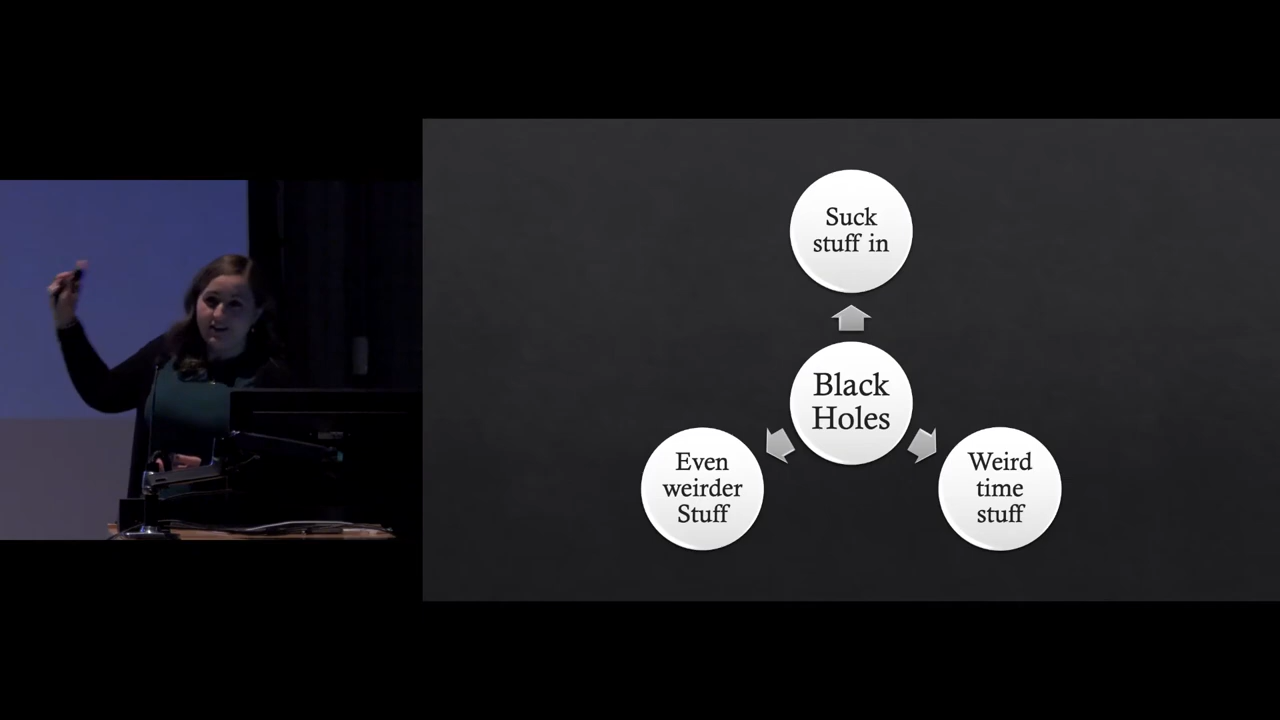 Suck
stuff in
Black
Holes
Even
weirder
Stuff
Weird
time
stuff